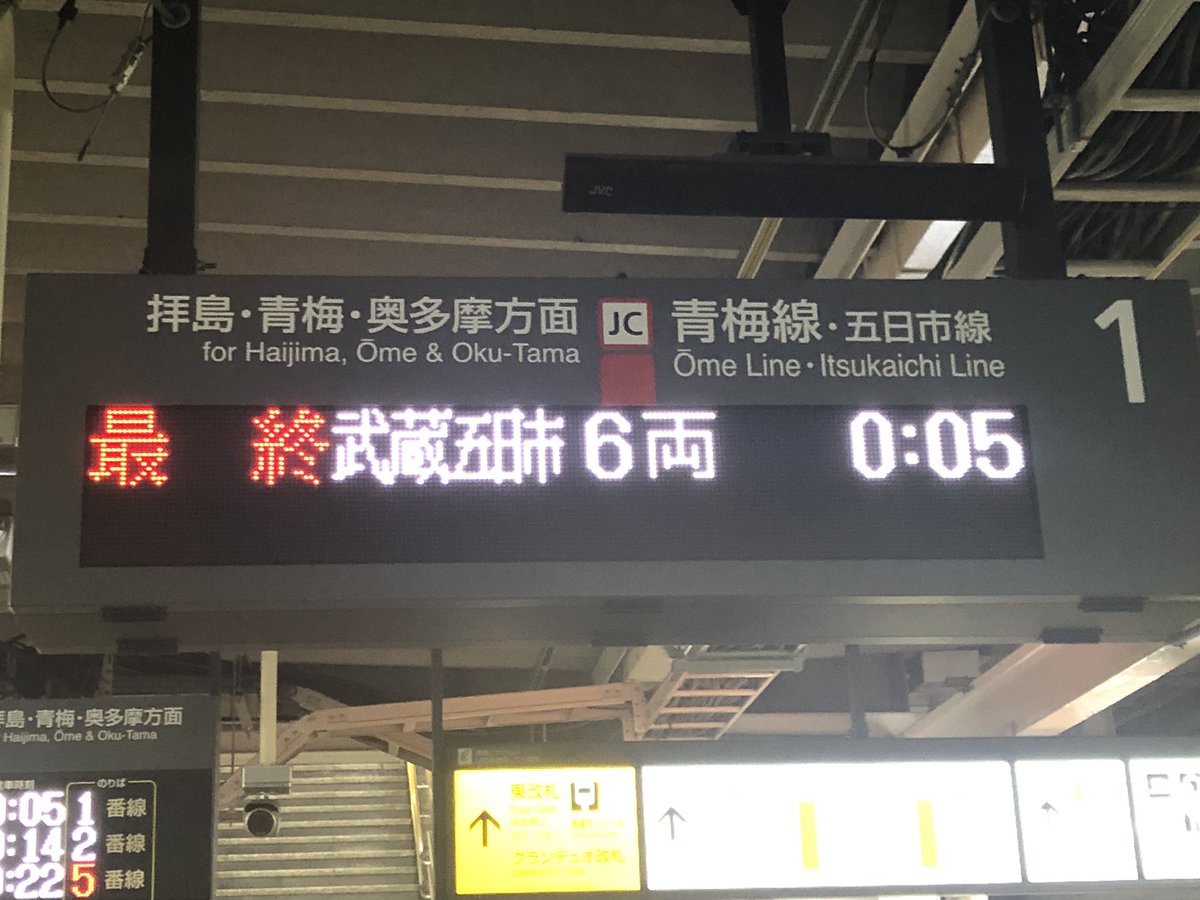 JVC
拝島・青梅・奥多摩方面 JC 青梅線・五日市線 1
for Haijima, Ōme & Oku-Tama Ōme Line・Itsukaichi Line
最 終 武蔵五日市 6両 0:05
島・青梅・奥多摩方面
Haijima, Ōme & Oku-Tama
のりば
:05 1 番線
:14 2 番線
:22 5 番線
東改札
グランデュオ改札